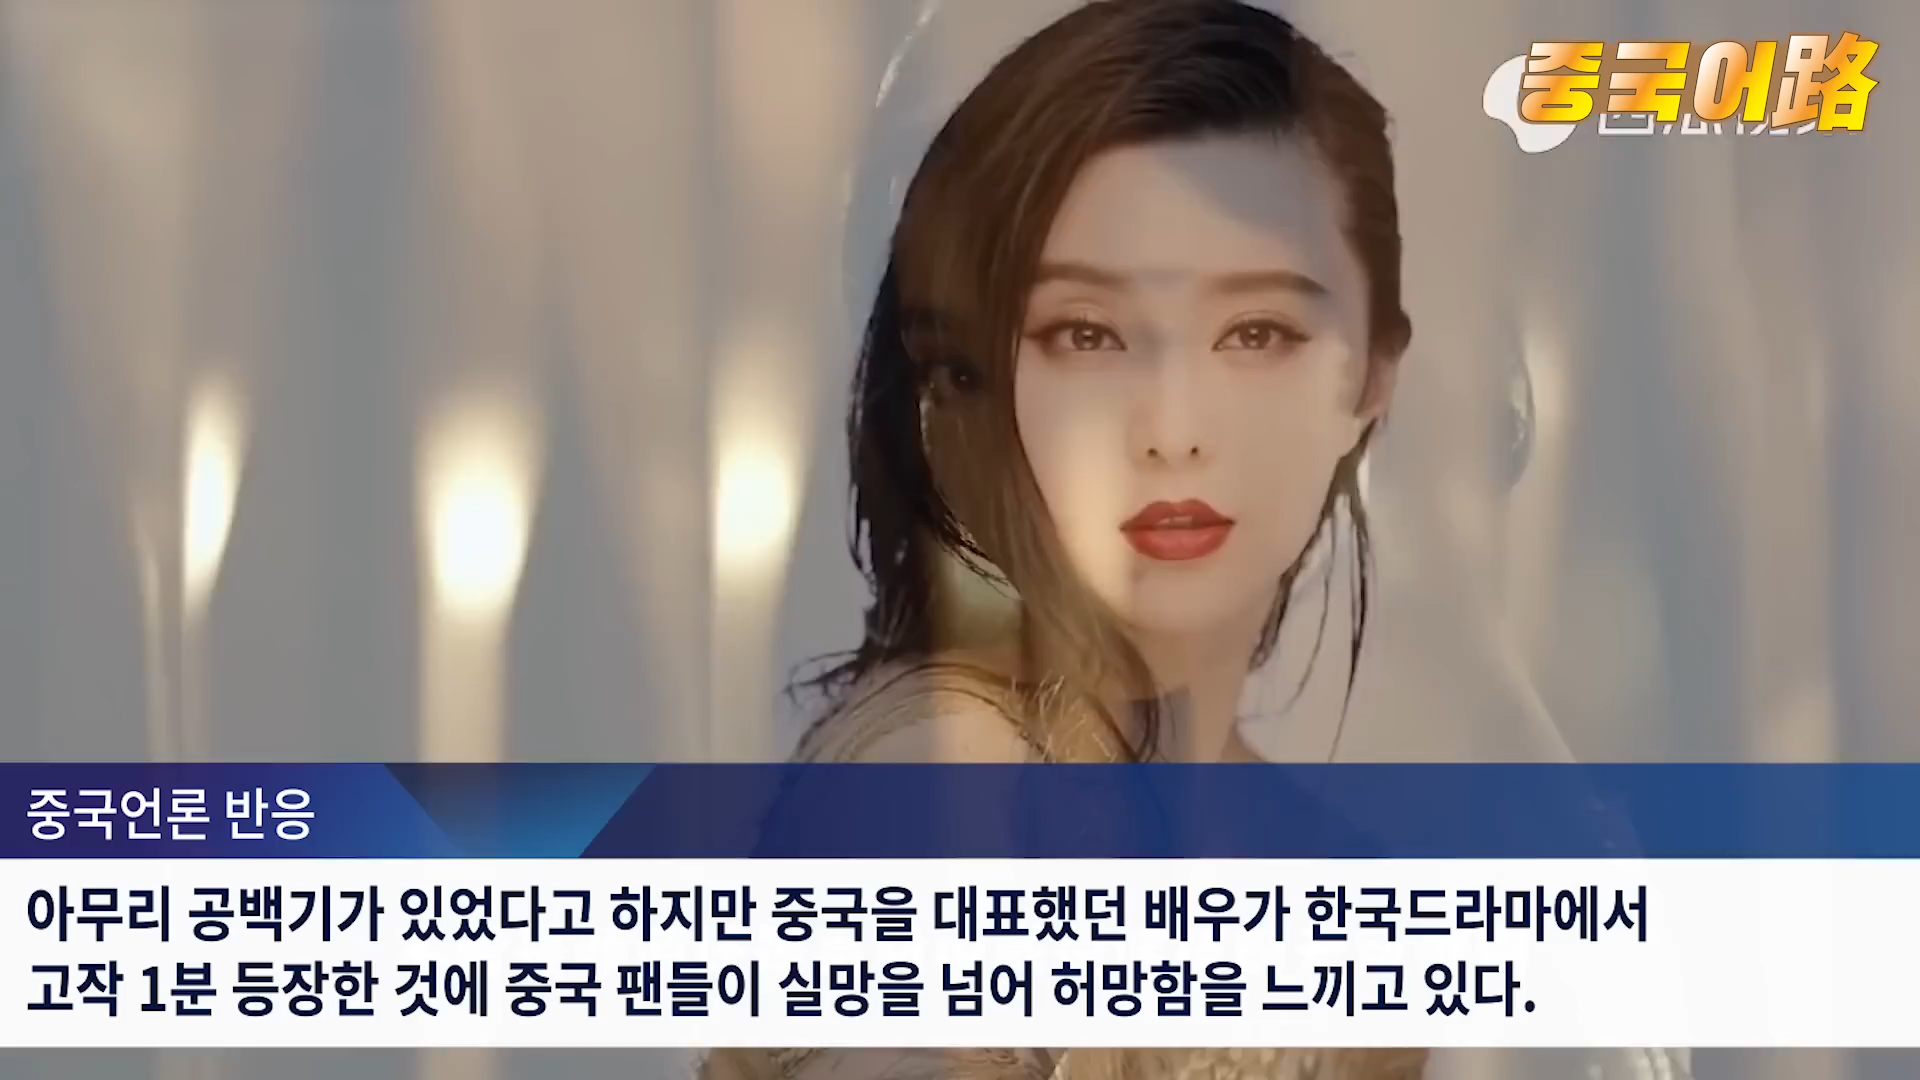 중국어路
중국언론 반응
아무리 공백기가 있었다고 하지만 중국을 대표했던 배우가 한국드라마에서
고작 1분 등장한 것에 중국 팬들이 실망을 넘어 허망함을 느끼고 있다.